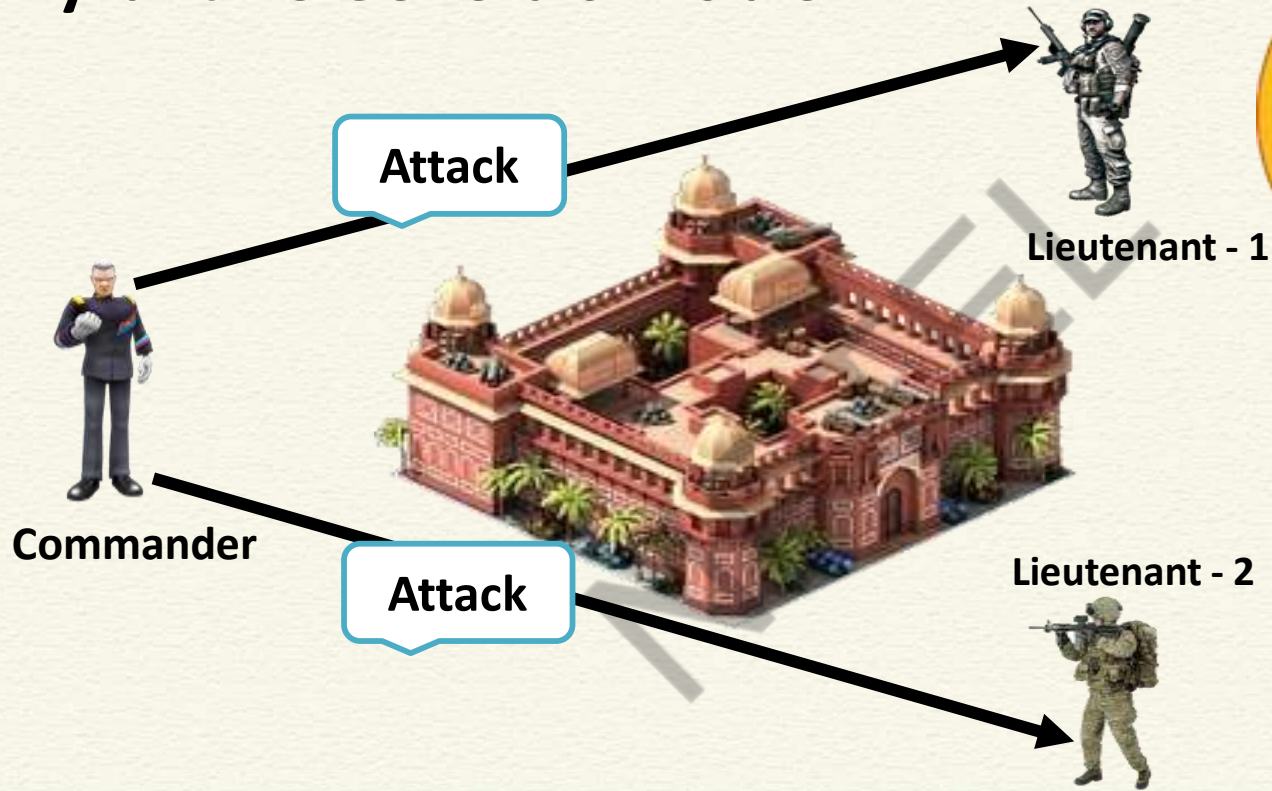 Attack
Lieutenant - 1
Commander
Lieutenant - 2
Attack